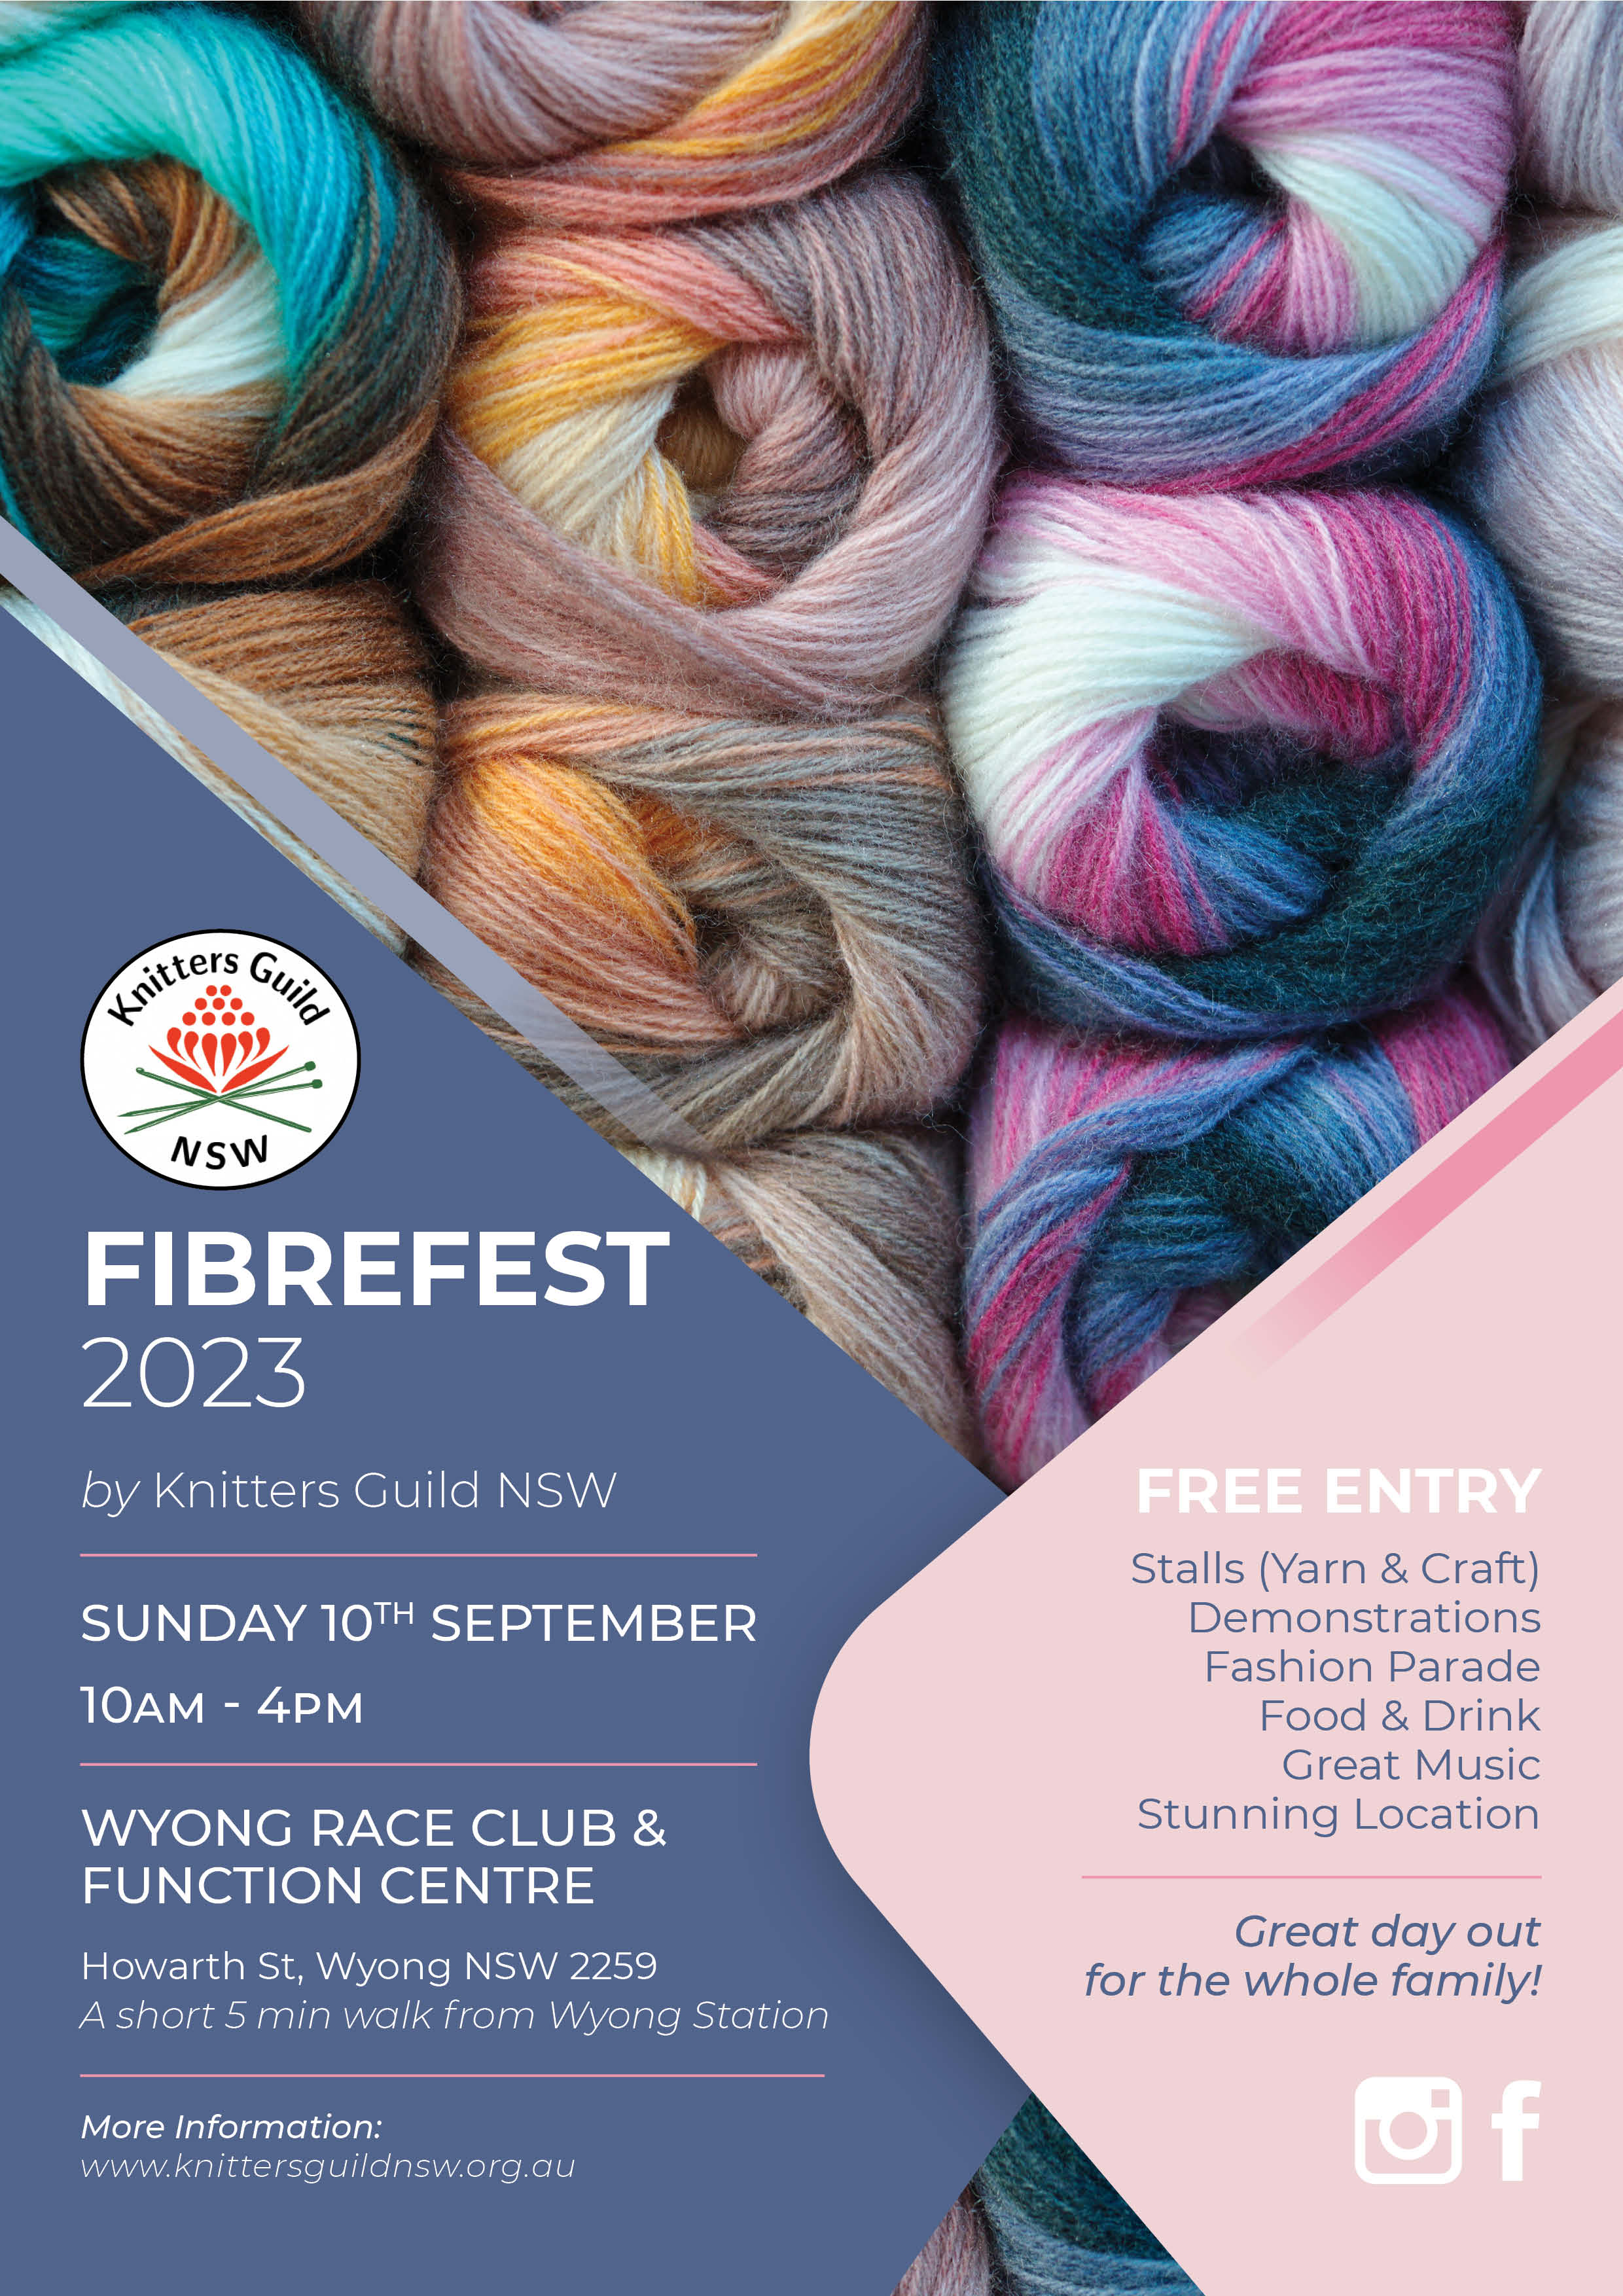 Knitters Guild
NSW
FIBREFEST
2023
by Knitters Guild NSW
SUNDAY 10TH SEPTEMBER
10AM - 4PM
WYONG RACE CLUB &
FUNCTION CENTRE
Howarth St, Wyong NSW 2259
A short 5 min walk from Wyong Station
More Information:
www.knittersguildnsw.org.au
FREE ENTRY
Stalls (Yarn & Craft)
Demonstrations
Fashion Parade
Food & Drink
Great Music
Stunning Location
Great day out
for the whole family!